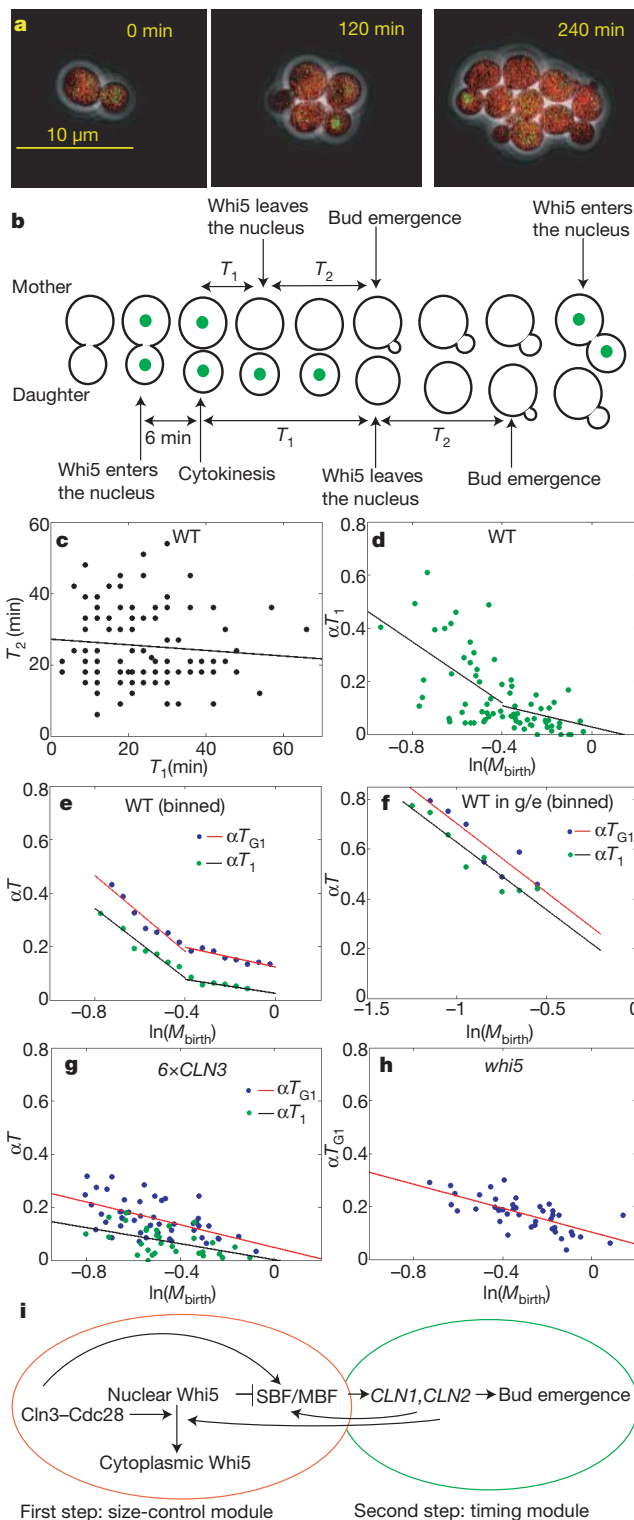 a
0 min
120 min
240 min
10 µm
b
Whi5 leaves
the nucleus
Bud emergence
Whi5 enters
the nucleus
T1
T2
Mother
Daughter
6 min
T1
T2
Whi5 enters
the nucleus
Cytokinesis
Whi5 leaves
the nucleus
Bud emergence
c
WT
60
40
20
0
T2 (min)
0
20
40
60
T1(min)
d
WT
0.8
0.6
0.4
0.2
0
αT1
−0.8
−0.4
0
ln(Mbirth)
e
WT (binned)
αTG1
αT1
0.8
0.4
0
αT
−0.8
−0.4
0
ln(Mbirth)
f
WT in g/e (binned)
αTG1
αT1
0.8
0.6
0.4
0.2
0
αT
−1.5
−1
−0.5
0
ln(Mbirth)
g
6×CLN3
αTG1
αT1
0.8
0.6
0.4
0.2
0
αT
−0.8
−0.4
0
ln(Mbirth)
h
whi5
0.8
0.6
0.4
0.2
0
αTG1
−0.8
−0.4
0
ln(Mbirth)
i
Nuclear Whi5
SBF/MBF
CLN1,CLN2
Bud emergence
Cln3–Cdc28
Cytoplasmic Whi5
First step: size-control module
Second step: timing module